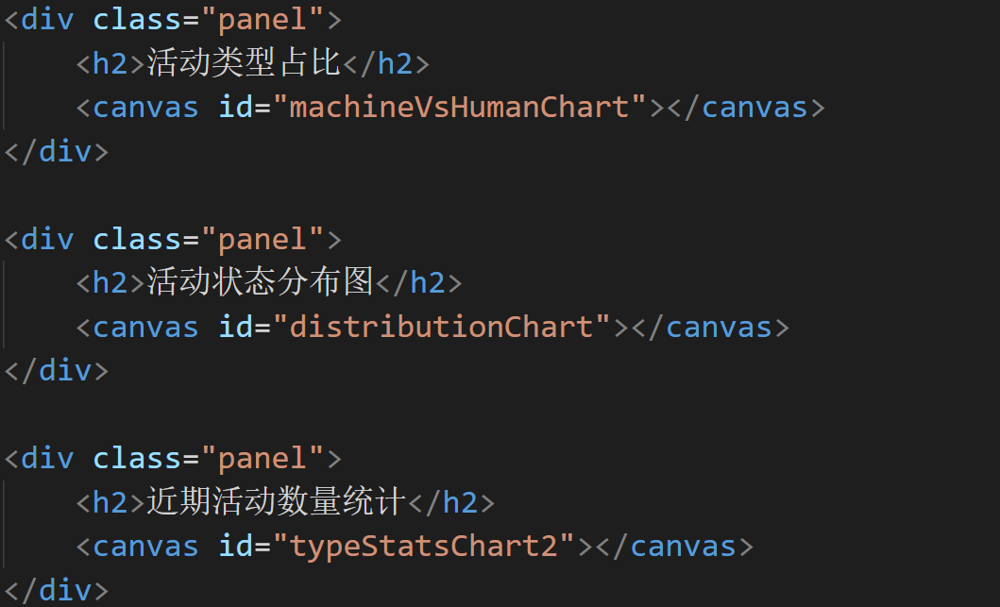 <div class="panel">
    <h2>活动类型占比</h2>
    <canvas id="machineVsHumanChart"></canvas>
</div>

<div class="panel">
    <h2>活动状态分布图</h2>
    <canvas id="distributionChart"></canvas>
</div>

<div class="panel">
    <h2>近期活动数量统计</h2>
    <canvas id="typeStatsChart2"></canvas>
</div>